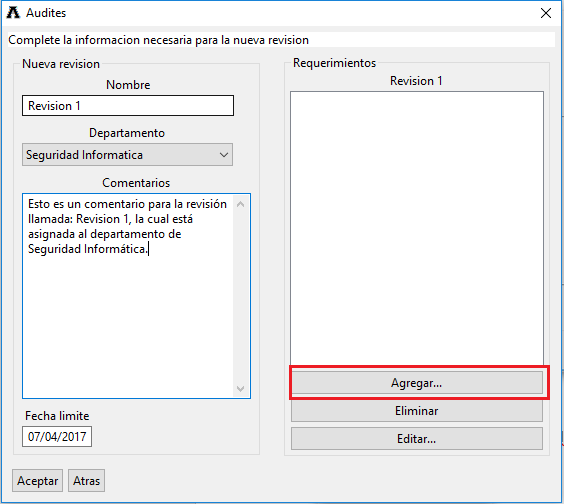 Audites
Complete la informacion necesaria para la nueva revision
Nueva revision
Nombre
Revision 1
Departamento
Seguridad Informatica
Comentarios
Esto es un comentario para la revisión
llamada: Revision 1, la cual está
asignada al departamento de
Seguridad Informática.
Fecha limite
07/04/2017
Aceptar
Atras
Requerimientos
Revision 1
Agregar...
Eliminar
Editar...